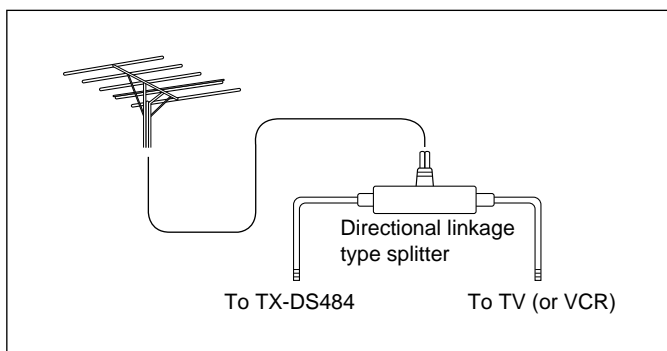 Directional linkage
type splitter
To TX-DS484
To TV (or VCR)